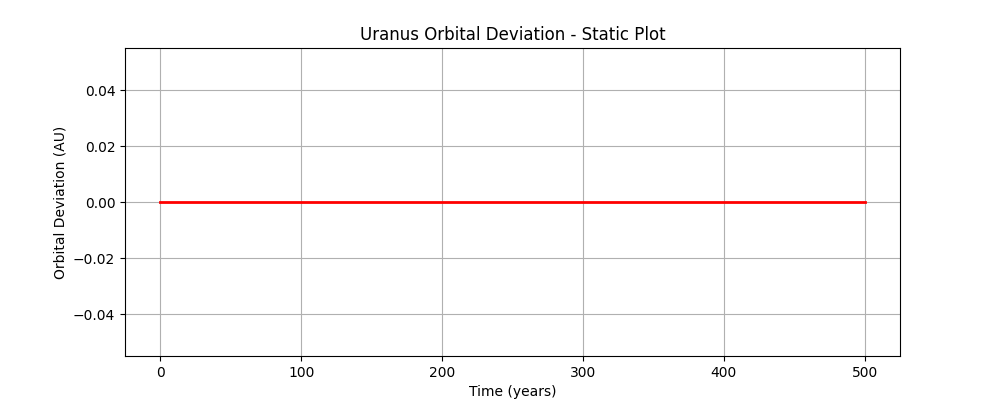 Uranus Orbital Deviation - Static Plot
Orbital Deviation (AU)
0.04
0.02
0.00
−0.02
−0.04
0 100 200 300 400 500
Time (years)